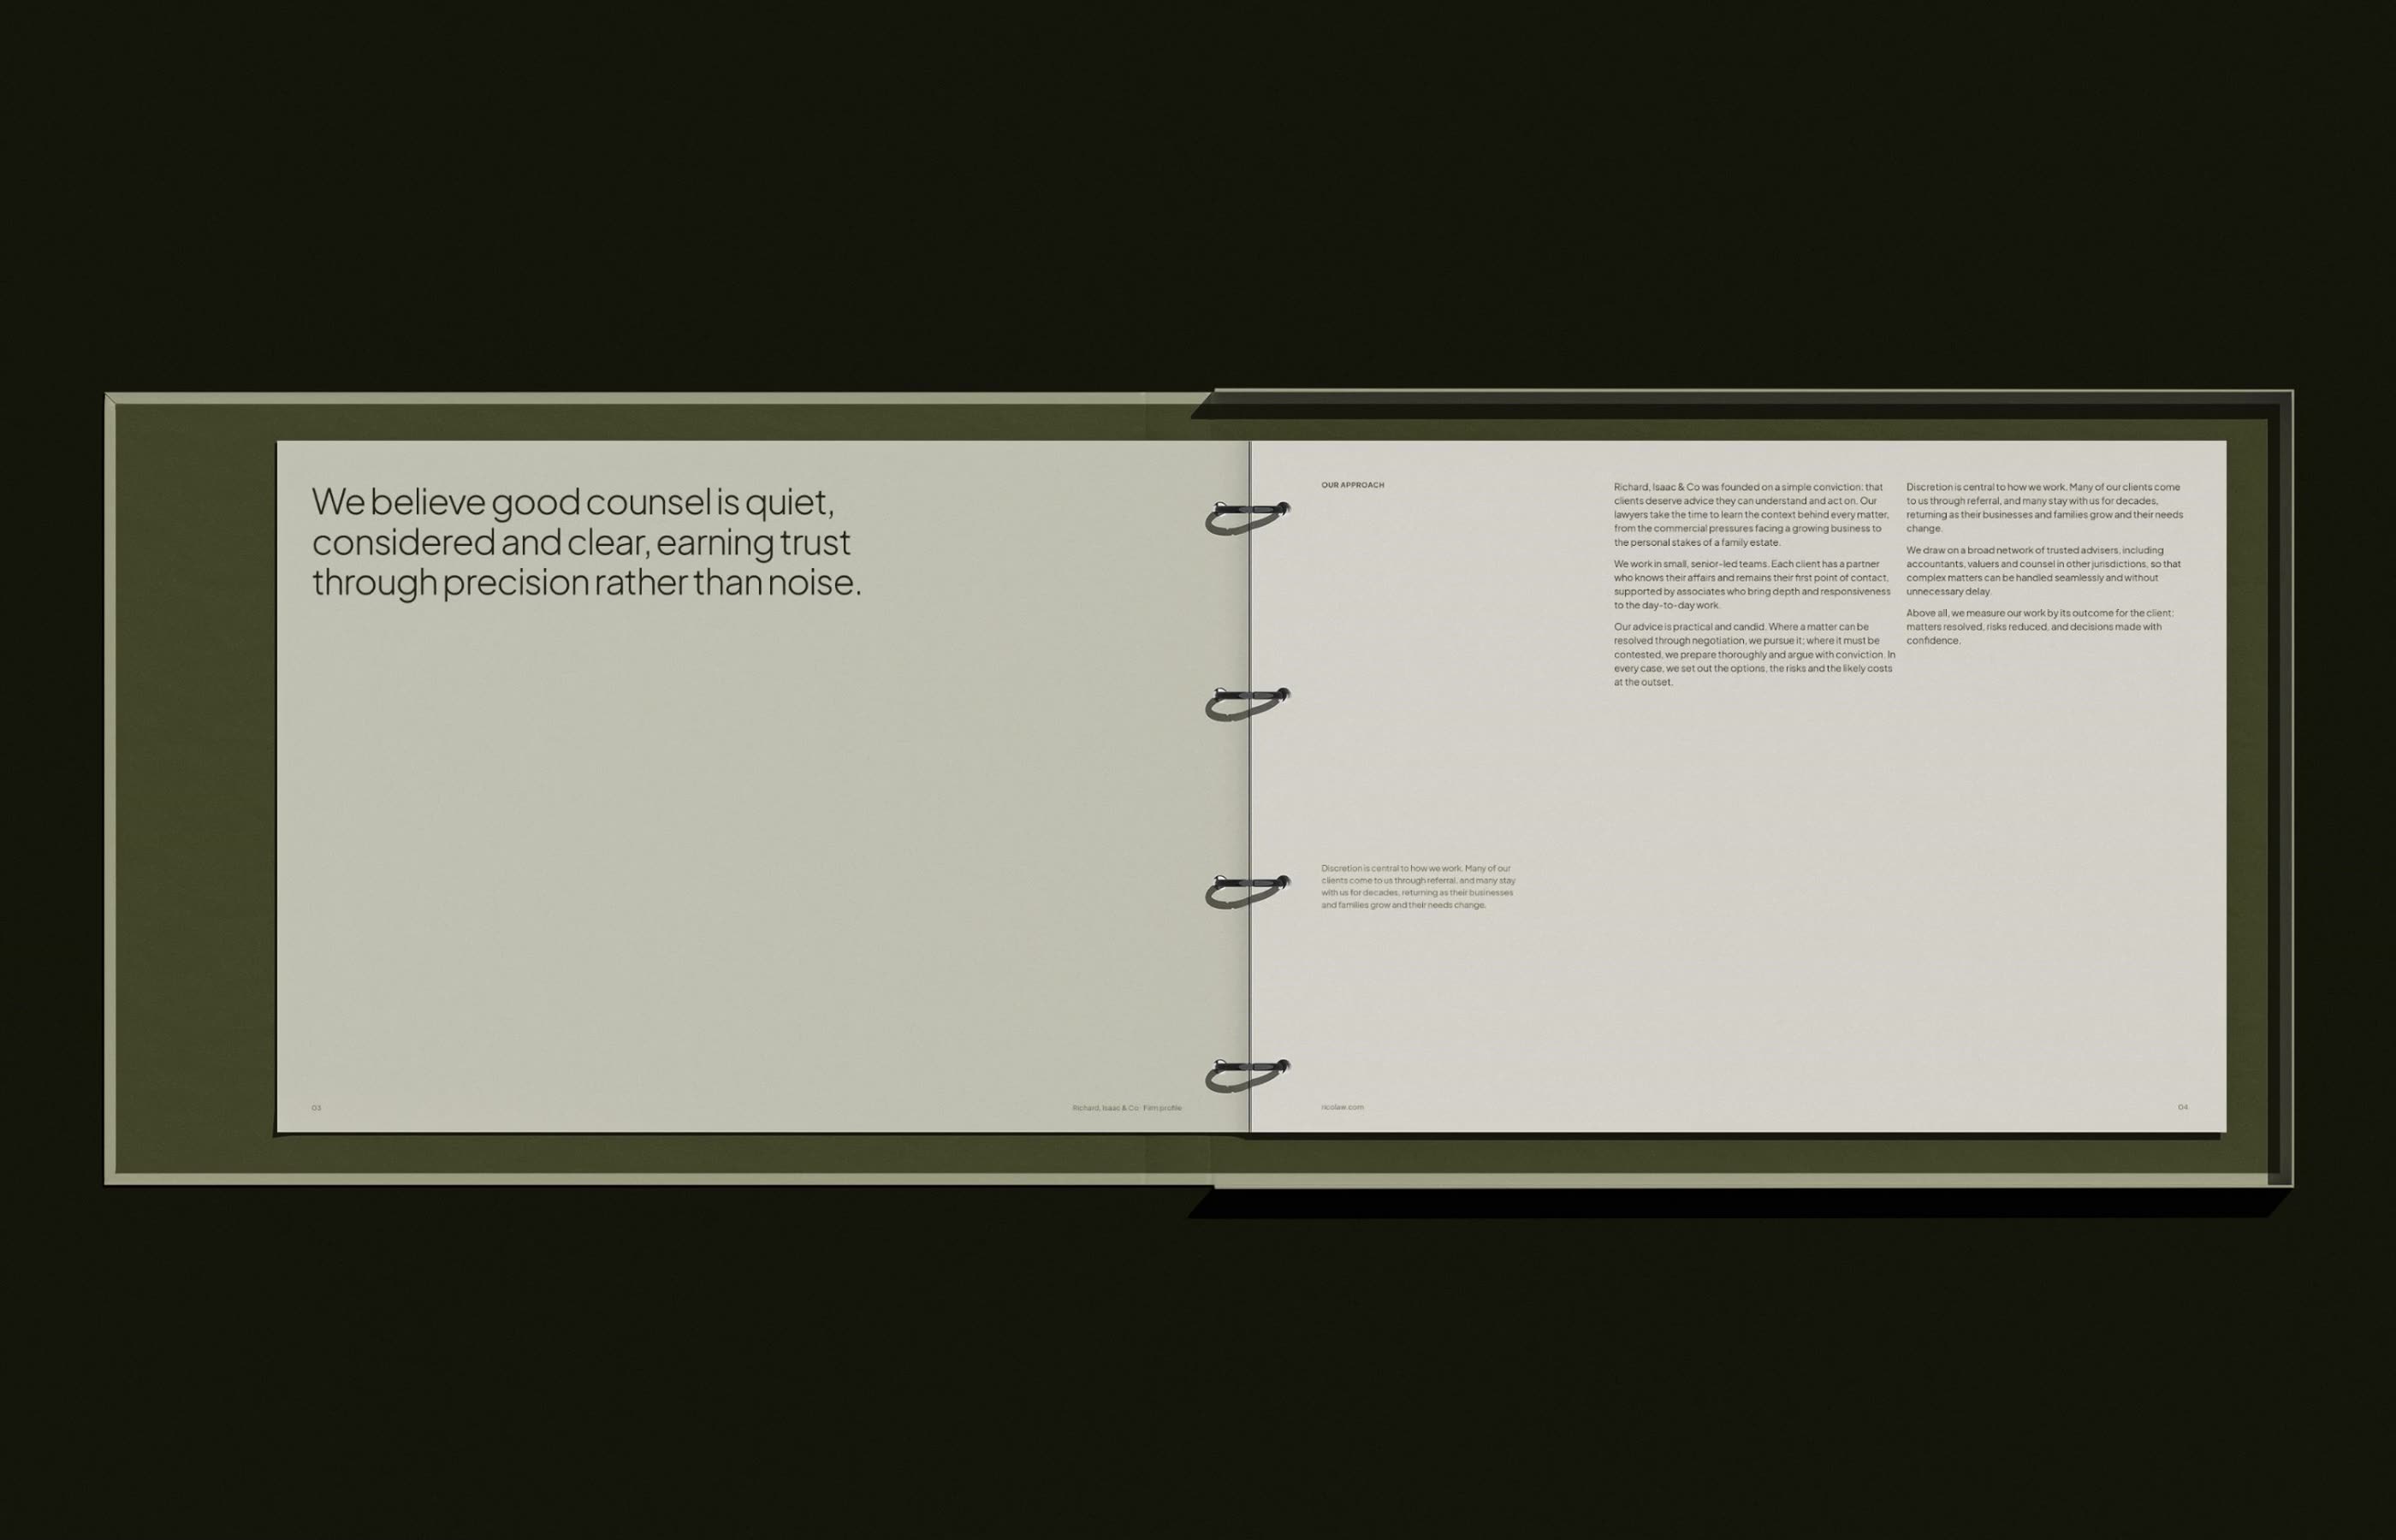 We believe good counsel is quiet,
considered and clear, earning trust
through precision rather than noise.
03
Richard, Isaac & Co · Firm profile
OUR APPROACH
Richard, Isaac & Co was founded on a simple conviction: that
clients deserve advice they can understand and act on. Our
lawyers take the time to learn the context behind every matter,
from the commercial pressures facing a growing business to
the personal stakes of a family estate.
We work in small, senior-led teams. Each client has a partner
who knows their affairs and remains their first point of contact,
supported by associates who bring depth and responsiveness
to the day-to-day work.
Our advice is practical and candid. Where a matter can be
resolved through negotiation, we pursue it; where it must be
contested, we prepare thoroughly and argue with conviction. In
every case, we set out the options, the risks and the likely costs
at the outset.
Discretion is central to how we work. Many of our clients come
to us through referral, and many stay with us for decades,
returning as their businesses and families grow and their needs
change.
We draw on a broad network of trusted advisers, including
accountants, valuers and counsel in other jurisdictions, so that
complex matters can be handled seamlessly and without
unnecessary delay.
Above all, we measure our work by its outcome for the client:
matters resolved, risks reduced, and decisions made with
confidence.
Discretion is central to how we work. Many of our
clients come to us through referral, and many stay
with us for decades, returning as their businesses
and families grow and their needs change.
ricolaw.com
04